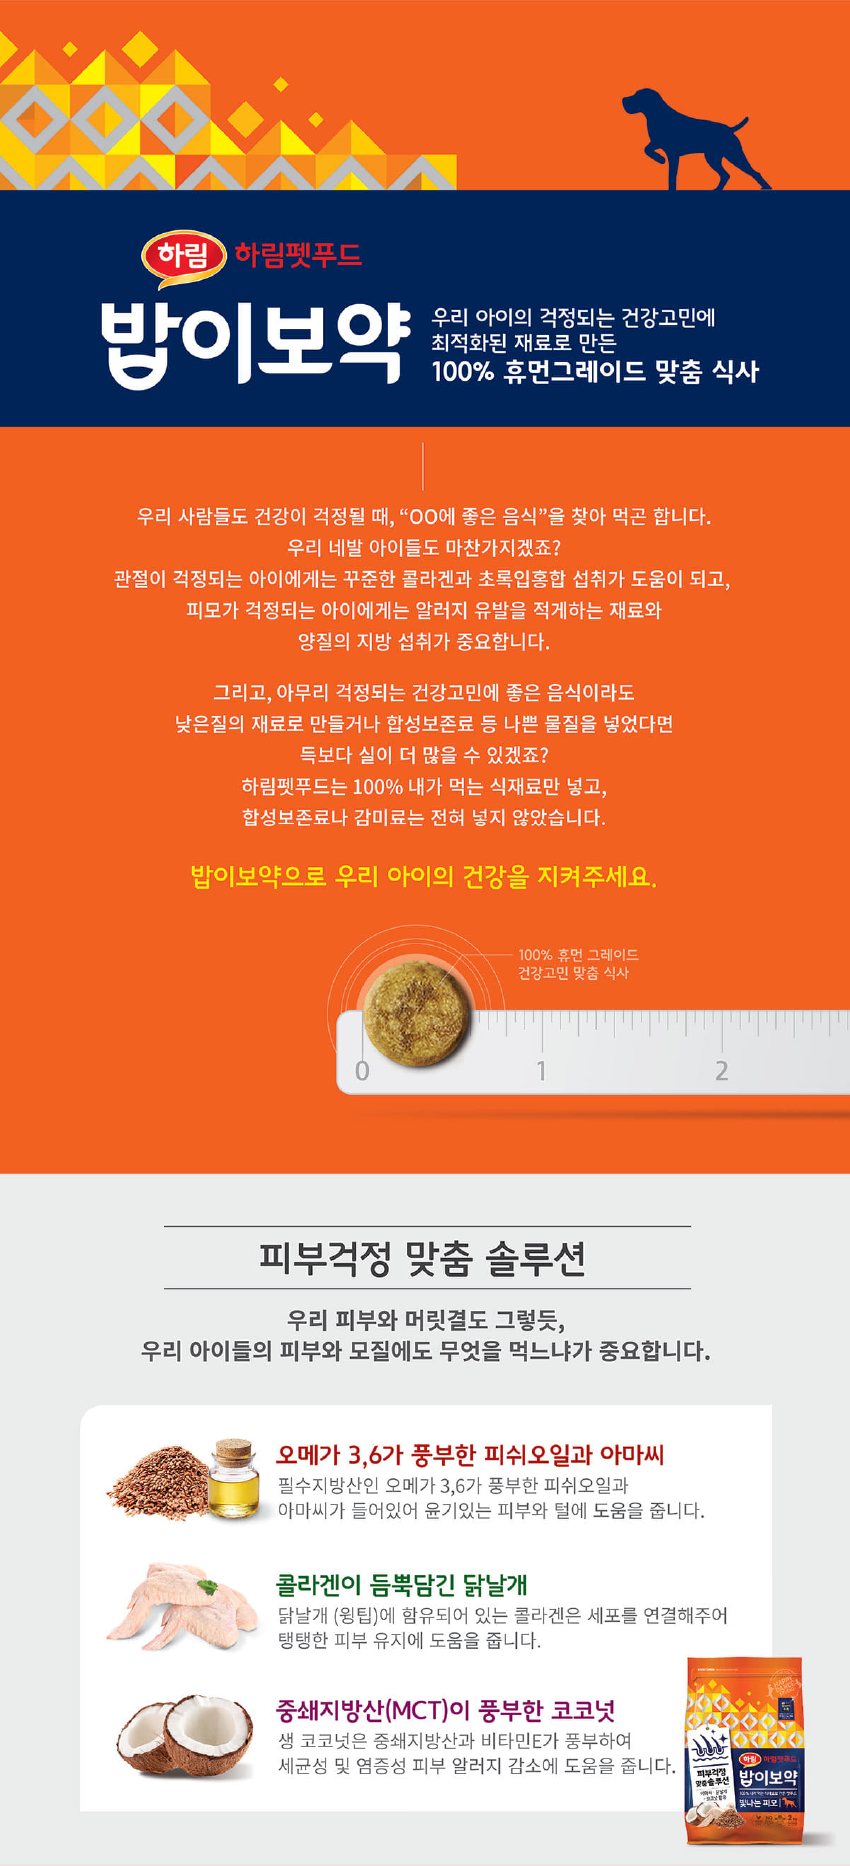 하림 하림펫푸드
밥이보약
우리 아이의 걱정되는 건강고민에
최적화된 재료로 만든
100% 휴먼그레이드 맞춤 식사
우리 사람들도 건강이 걱정될 때, “OO에 좋은 음식”을 찾아 먹곤 합니다.
우리 네발 아이들도 마찬가지겠죠?
관절이 걱정되는 아이에게는 꾸준한 콜라겐과 초록입홍합 섭취가 도움이 되고,
피모가 걱정되는 아이에게는 알러지 유발을 적게하는 재료와
양질의 지방 섭취가 중요합니다.
그리고, 아무리 걱정되는 건강고민에 좋은 음식이라도
낮은질의 재료로 만들거나 합성보존료 등 나쁜 물질을 넣었다면
득보다 실이 더 많을 수 있겠죠?
하림펫푸드는 100% 내가 먹는 식재료만 넣고,
합성보존료나 감미료는 전혀 넣지 않았습니다.
밥이보약으로 우리 아이의 건강을 지켜주세요.
100% 휴먼 그레이드
건강고민 맞춤 식사
0 1 2
피부걱정 맞춤 솔루션
우리 피부와 머릿결도 그렇듯,
우리 아이들의 피부와 모질에도 무엇을 먹느냐가 중요합니다.
오메가 3,6가 풍부한 피쉬오일과 아마씨
필수지방산인 오메가 3,6가 풍부한 피쉬오일과
아마씨가 들어있어 윤기있는 피부와 털에 도움을 줍니다.
콜라겐이 듬뿍담긴 닭날개
닭날개 (윙팁)에 함유되어 있는 콜라겐은 세포를 연결해주어
탱탱한 피부 유지에 도움을 줍니다.
중쇄지방산(MCT)이 풍부한 코코넛
생 코코넛은 중쇄지방산과 비타민E가 풍부하여
세균성 및 염증성 피부 알러지 감소에 도움을 줍니다.
피부걱정
맞춤솔루션
하림 하림펫푸드
밥이보약
빛나는 피모